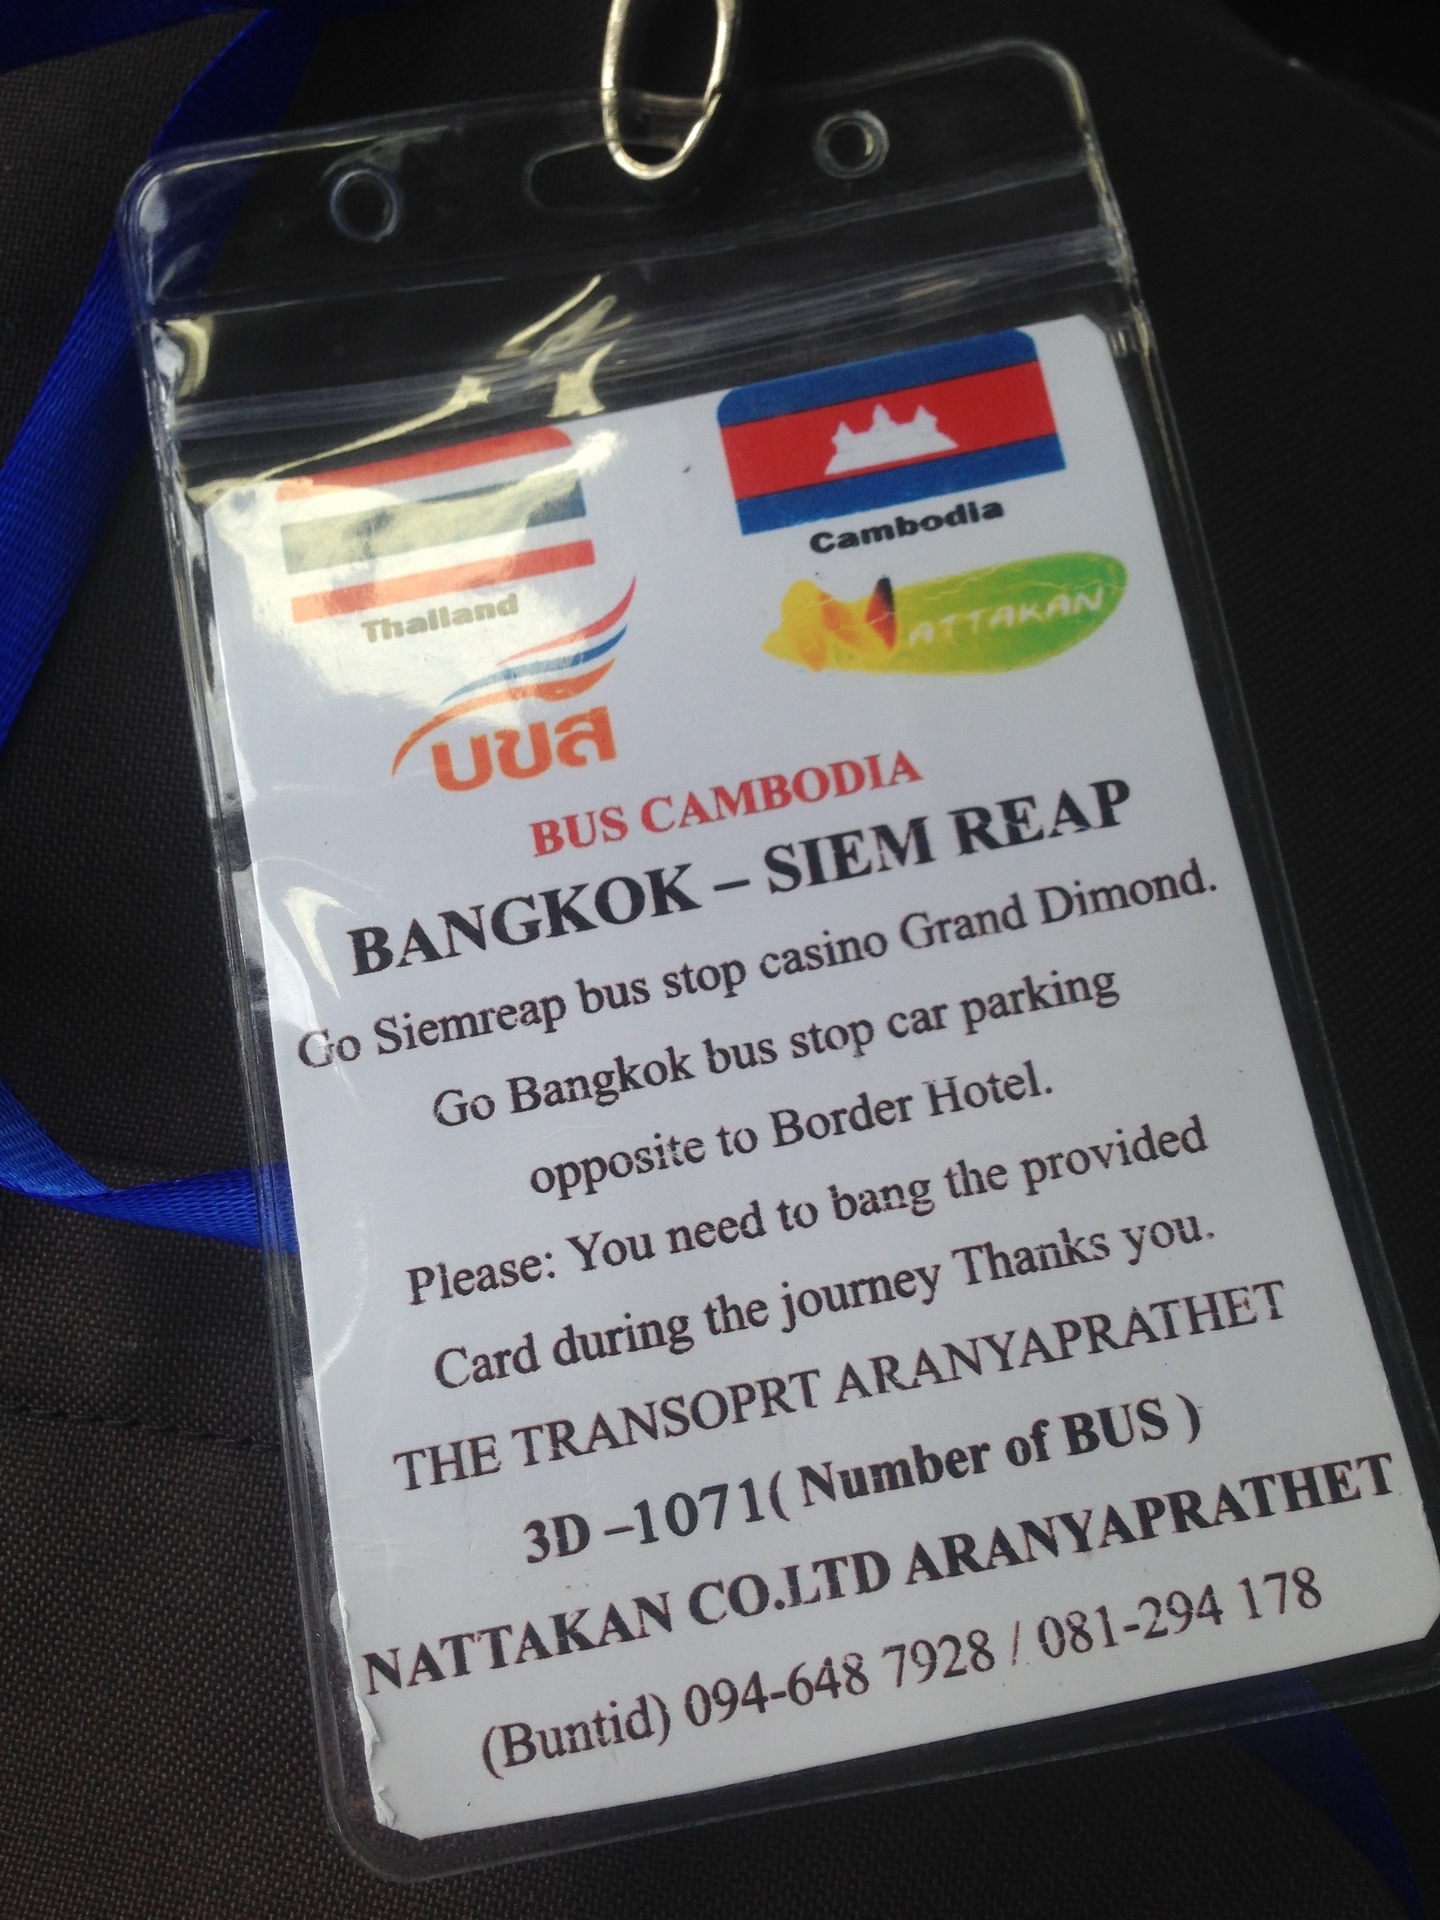 Thailand
Cambodia
บขส
NATTAKAN
BUS CAMBODIA
BANGKOK – SIEM REAP
Go Siemreap bus stop casino Grand Dimond.
Go Bangkok bus stop car parking
opposite to Border Hotel.
Please: You need to bang the provided
Card during the journey Thanks you.
THE TRANSOPRT ARANYAPRATHET
3D –1071( Number of BUS )
NATTAKAN CO.LTD ARANYAPRATHET
(Buntid) 094-648 7928 / 081-294 178